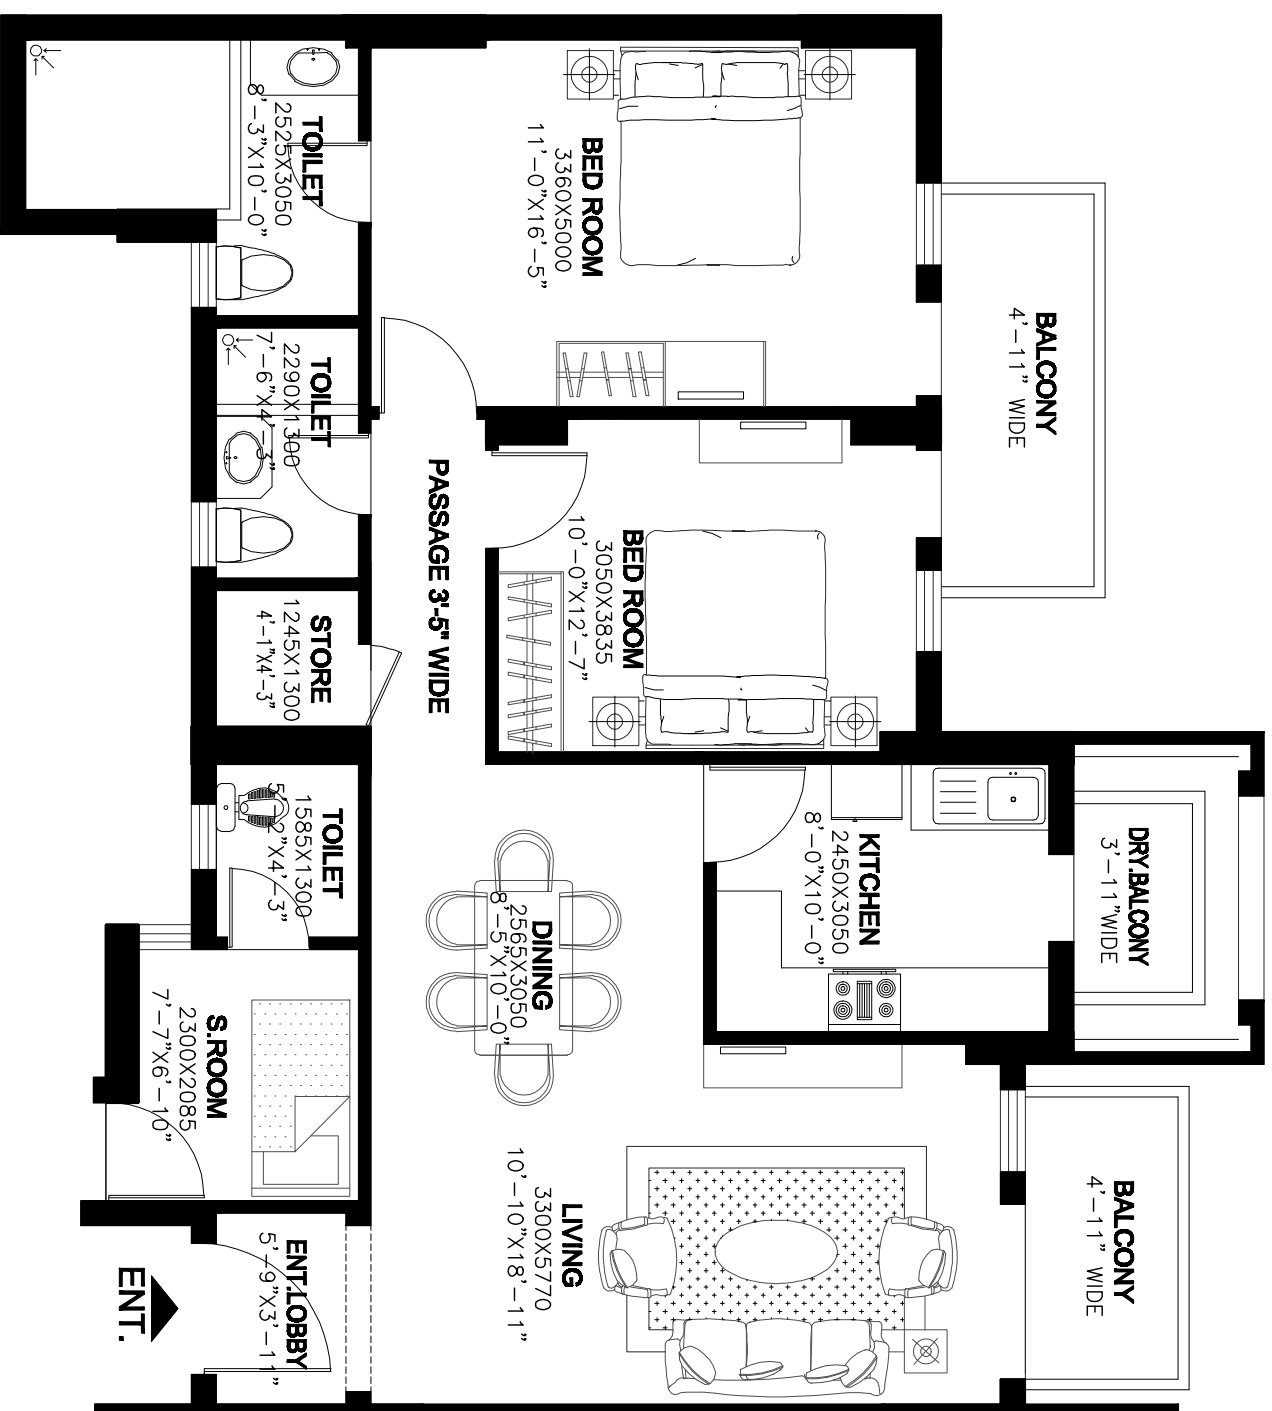 TOILET
2525X3050
8'-3"X10'-0"
BED ROOM
3360X5000
11'-0"X16'-5"
BALCONY
4'-11" WIDE
TOILET
2290X1300
7'-6"X4'-3"
PASSAGE 3'-5" WIDE
BED ROOM
3050X3835
10'-0"X12'-7"
STORE
1245X1300
4'-1"X4'-3"
TOILET
1585X1300
5'-2"X4'-3"
KITCHEN
2450X3050
8'-0"X10'-0"
DRY.BALCONY
3'-11"WIDE
DINING
2565X3050
8'-5"X10'-0"
S.ROOM
2300X2085
7'-7"X6'-10"
LIVING
3300X5770
10'-10"X18'-11"
BALCONY
4'-11" WIDE
ENT.LOBBY
5'-9"X3'-11"
ENT.